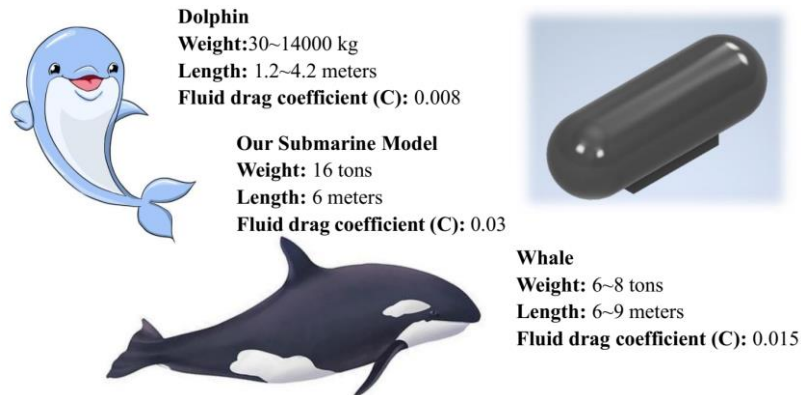 Dolphin
Weight:30~14000 kg
Length: 1.2~4.2 meters
Fluid drag coefficient (C): 0.008
Our Submarine Model
Weight: 16 tons
Length: 6 meters
Fluid drag coefficient (C): 0.03
Whale
Weight: 6~8 tons
Length: 6~9 meters
Fluid drag coefficient (C): 0.015